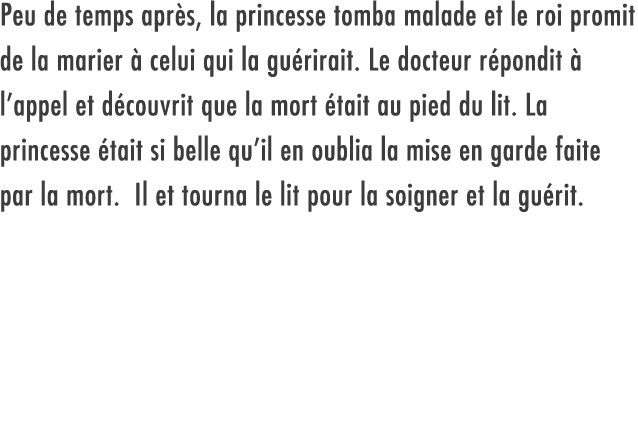 Peu de temps après, la princesse tomba malade et le roi promit
de la marier à celui qui la guérirait. Le docteur répondit à
l’appel et découvrit que la mort était au pied du lit. La
princesse était si belle qu’il en oublia la mise en garde faite
par la mort.  Il et tourna le lit pour la soigner et la guérit.